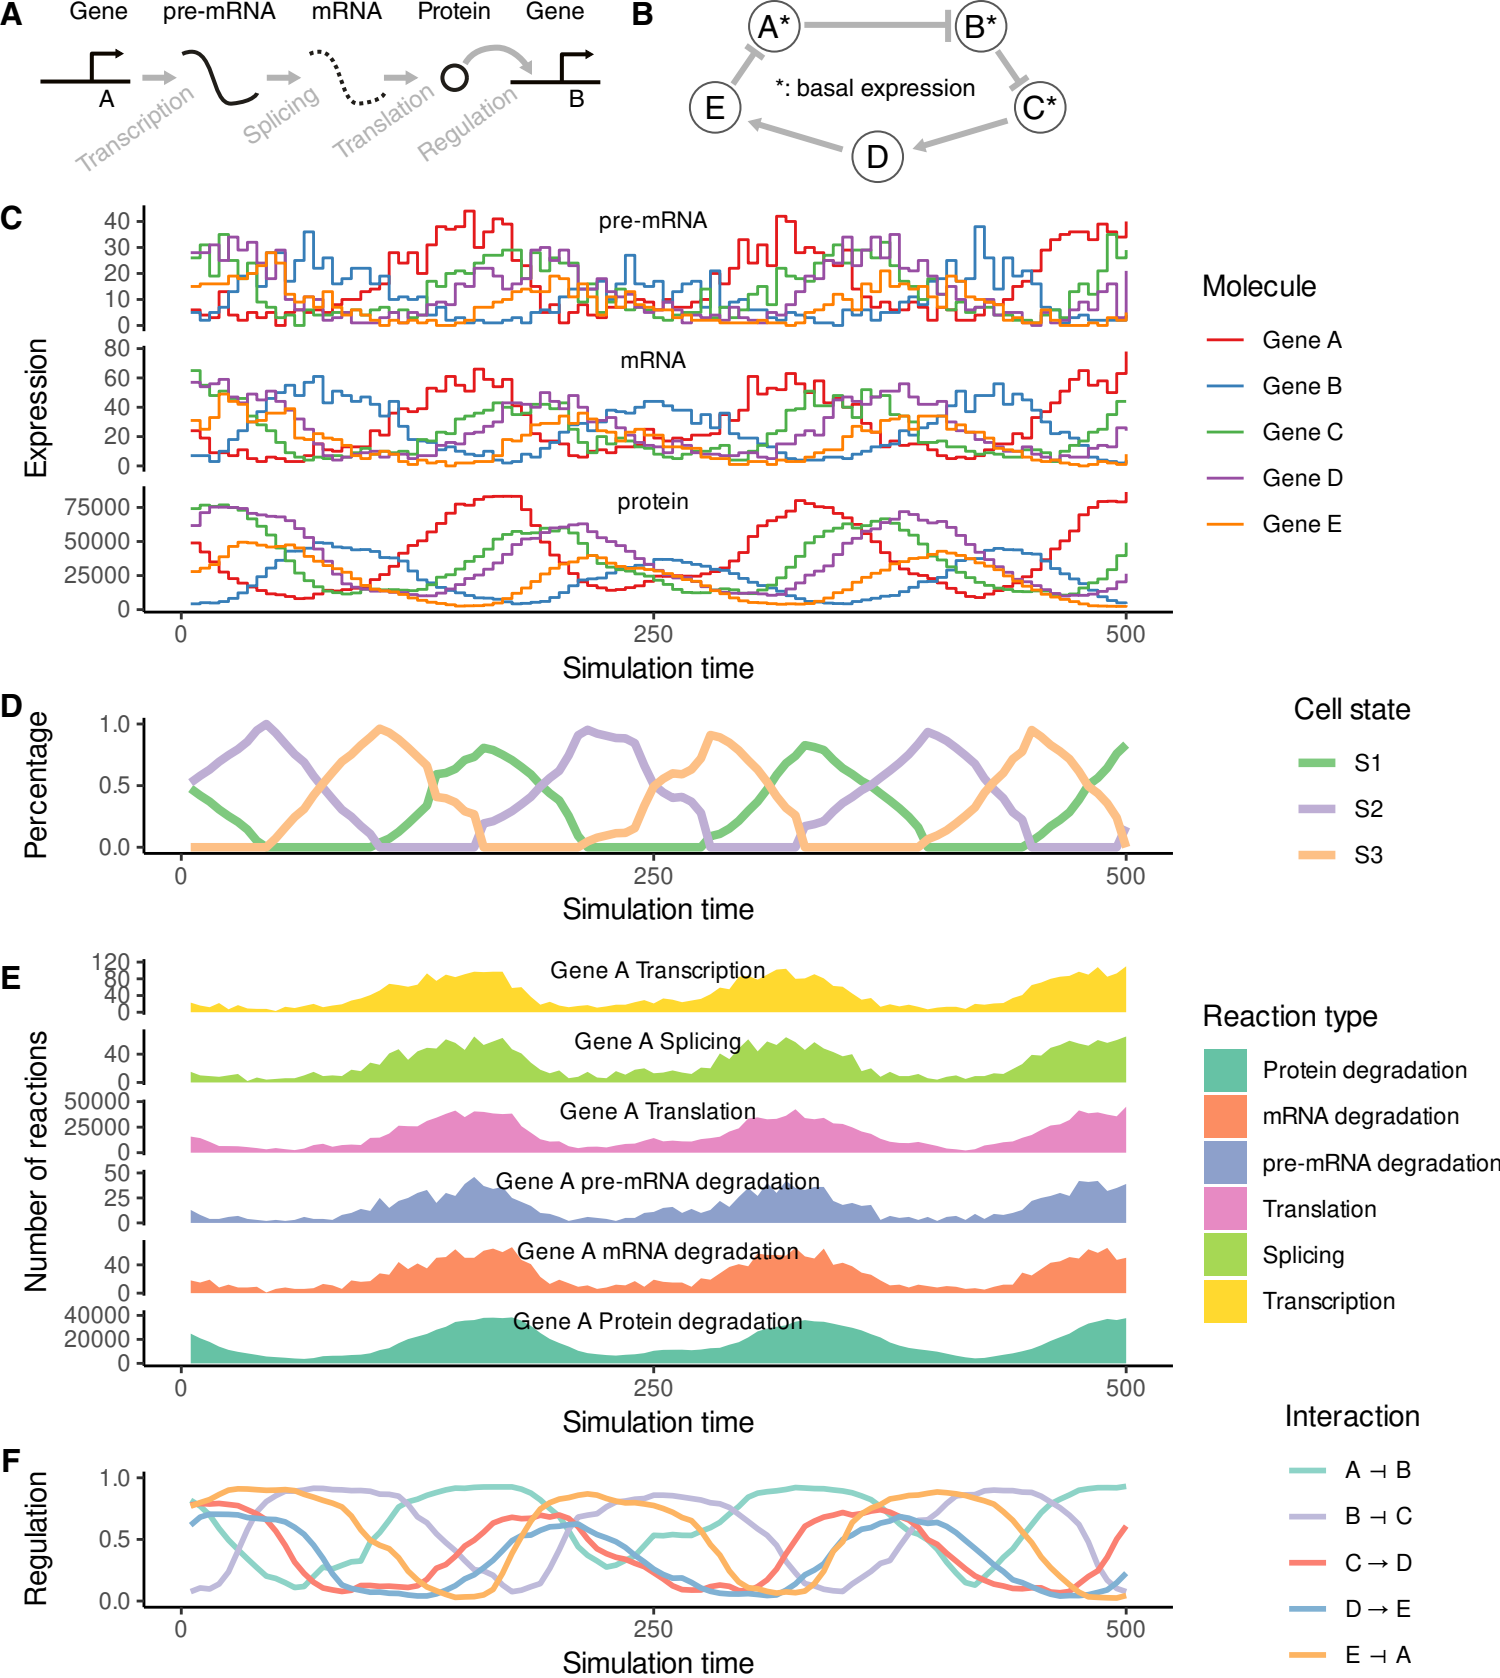 A
Gene pre-mRNA mRNA Protein Gene
A
B
Transcription
Splicing
Translation
Regulation
B
A* B*
*: basal expression
E C*
D
C
pre-mRNA
40
30
20
10
0
mRNA
80
60
40
20
0
protein
75000
50000
25000
0
Expression
0 250 500
Simulation time
Molecule
Gene A
Gene B
Gene C
Gene D
Gene E
D
Percentage
1.0
0.5
0.0
0 250 500
Simulation time
Cell state
S1
S2
S3
E
Number of reactions
Gene A Transcription
120
80
40
0
Gene A Splicing
40
0
Gene A Translation
50000
25000
0
Gene A pre-mRNA degradation
50
25
0
Gene A mRNA degradation
40
0
Gene A Protein degradation
40000
20000
0
0 250 500
Simulation time
Reaction type
Protein degradation
mRNA degradation
pre-mRNA degradation
Translation
Splicing
Transcription
F
Regulation
1.0
0.5
0.0
0 250 500
Simulation time
Interaction
A ⊣ B
B ⊣ C
C → D
D → E
E ⊣ A